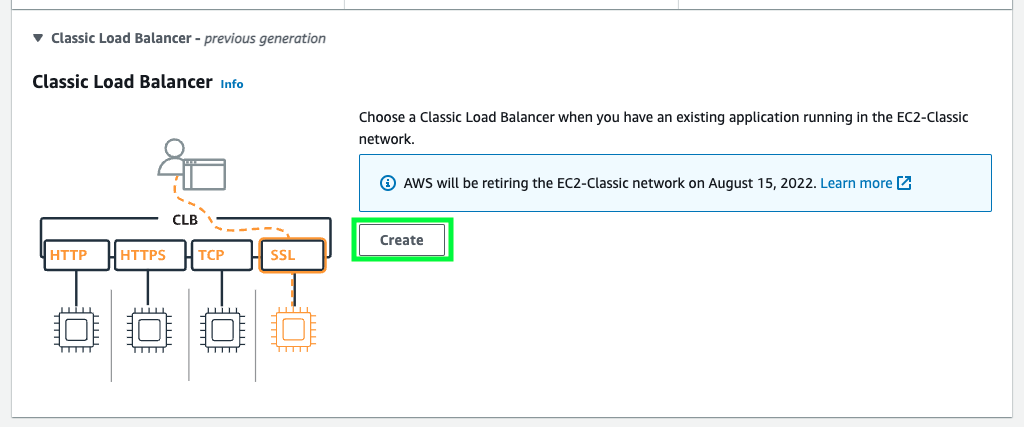 Classic Load Balancer - previous generation
Classic Load Balancer Info
Choose a Classic Load Balancer when you have an existing application running in the EC2-Classic
network.
AWS will be retiring the EC2-Classic network on August 15, 2022. Learn more
Create
CLB
HTTP HTTPS TCP SSL